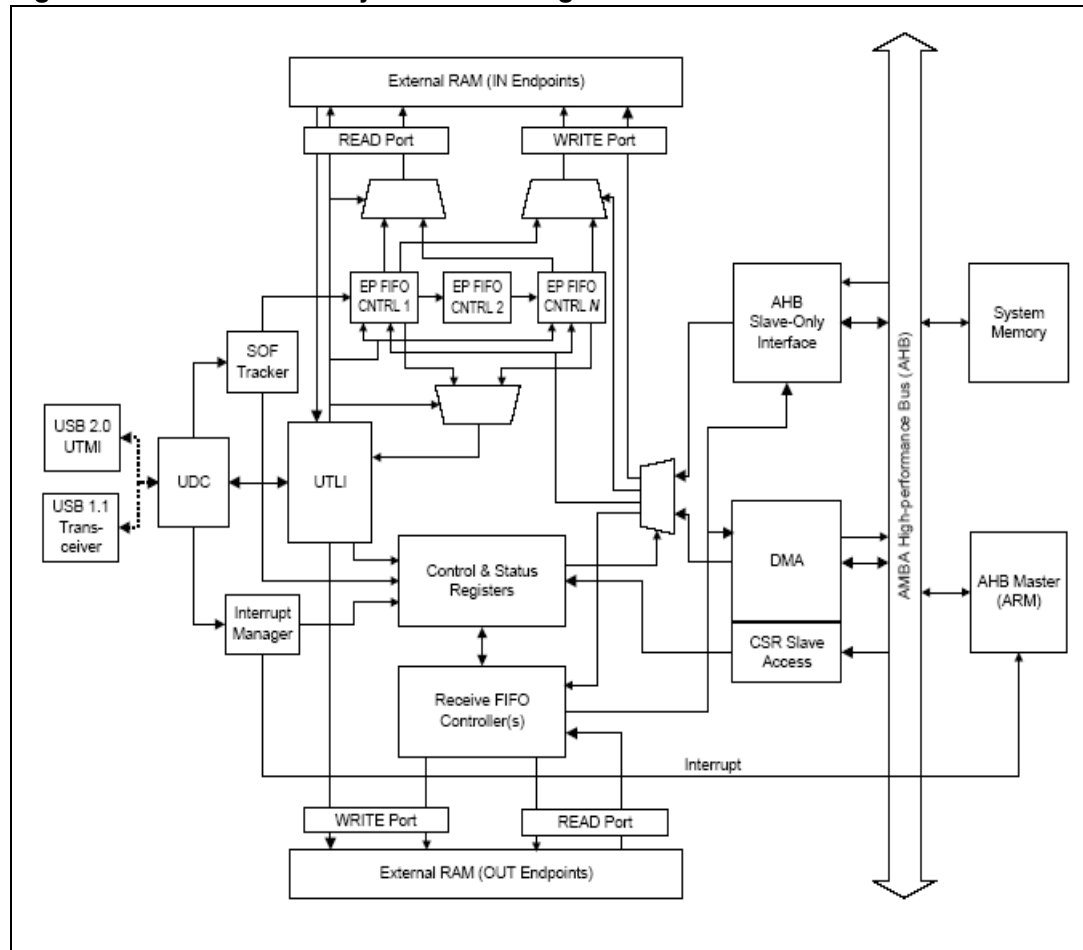 External RAM (IN Endpoints)
READ Port
WRITE Port
EP FIFO
CNTRL 1
EP FIFO
CNTRL 2
EP FIFO
CNTRL N
AHB
Slave-Only
Interface
System
Memory
SOF
Tracker
USB 2.0
UTMI
UDC
UTLI
USB 1.1
Trans-
ceiver
AMBA High-performance Bus (AHB)
DMA
AHB Master
(ARM)
Control & Status
Registers
Interrupt
Manager
CSR Slave
Access
Receive FIFO
Controller(s)
Interrupt
WRITE Port
READ Port
External RAM (OUT Endpoints)